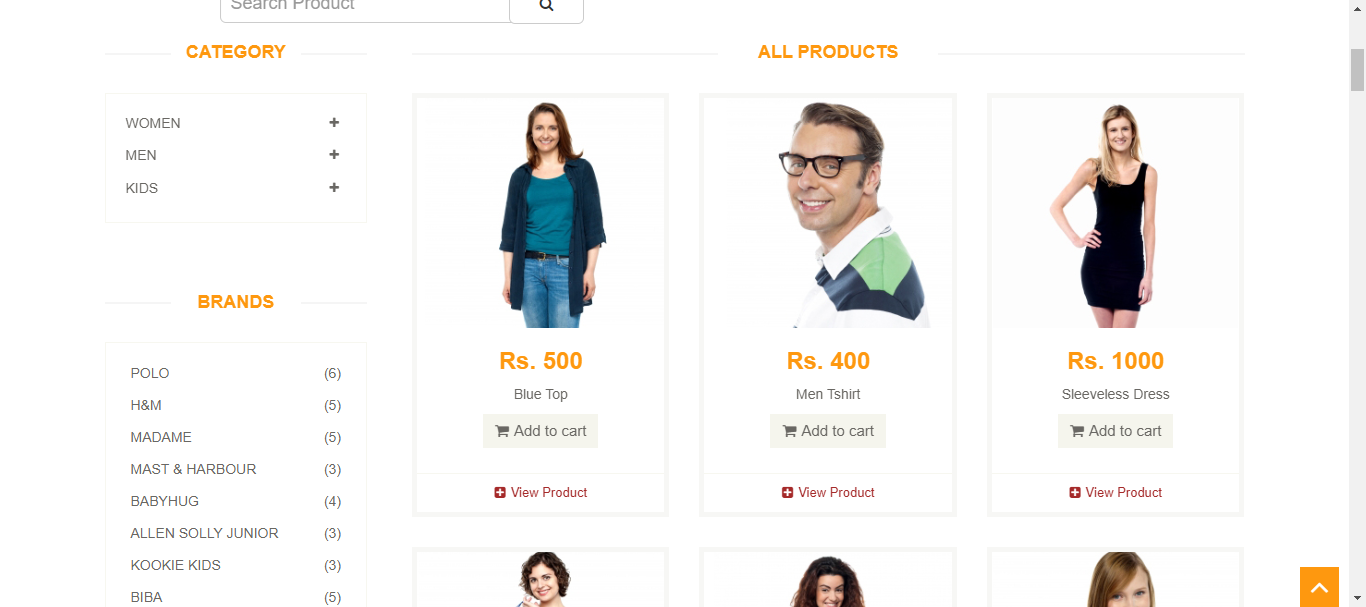 Search Product
CATEGORY
WOMEN
MEN
KIDS
BRANDS
POLO (6)
H&M (5)
MADAME (5)
MAST & HARBOUR (3)
BABYHUG (4)
ALLEN SOLLY JUNIOR (3)
KOOKIE KIDS (3)
BIBA (5)
ALL PRODUCTS
Rs. 500
Blue Top
Add to cart
View Product
Rs. 400
Men Tshirt
Add to cart
View Product
Rs. 1000
Sleeveless Dress
Add to cart
View Product